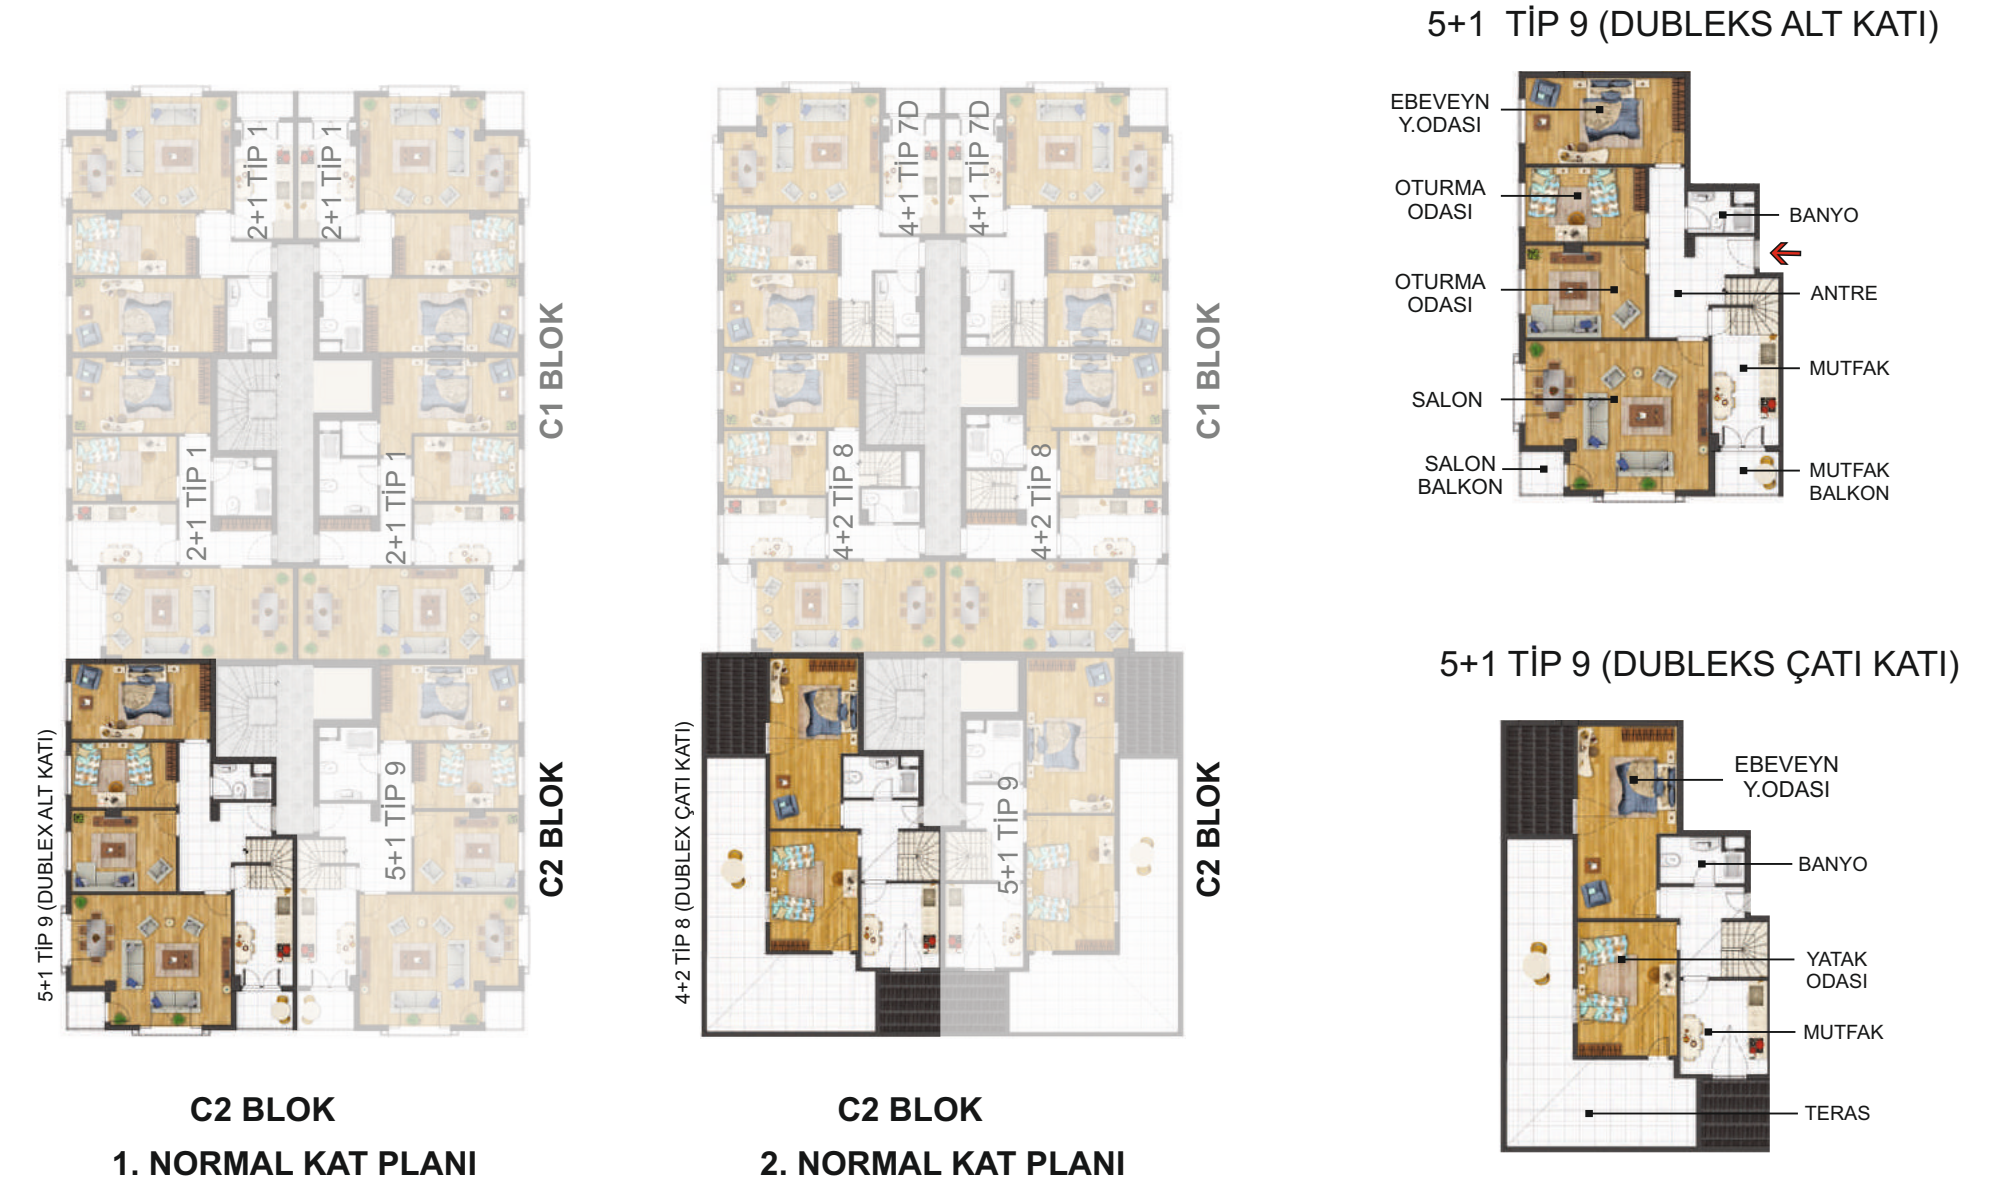 5+1 TİP 9 (DUBLEKS ALT KATI)
EBEVEYN
Y.ODASI
OTURMA
ODASI
OTURMA
ODASI
SALON
SALON
BALKON
BANYO
ANTRE
MUTFAK
MUTFAK
BALKON
2+1 TİP 1
2+1 TİP 1
2+1 TİP 1
2+1 TİP 1
C1 BLOK
5+1 TİP 9 (DUBLEX ALT KATI)
5+1 TİP 9
C2 BLOK
4+1 TİP 7D
4+1 TİP 7D
4+2 TİP 8
4+2 TİP 8
C1 BLOK
4+2 TİP 8 (DUBLEX ÇATI KATI)
5+1 TİP 9
C2 BLOK
5+1 TİP 9 (DUBLEKS ÇATI KATI)
EBEVEYN
Y.ODASI
BANYO
YATAK
ODASI
MUTFAK
TERAS
C2 BLOK
1. NORMAL KAT PLANI
C2 BLOK
2. NORMAL KAT PLANI